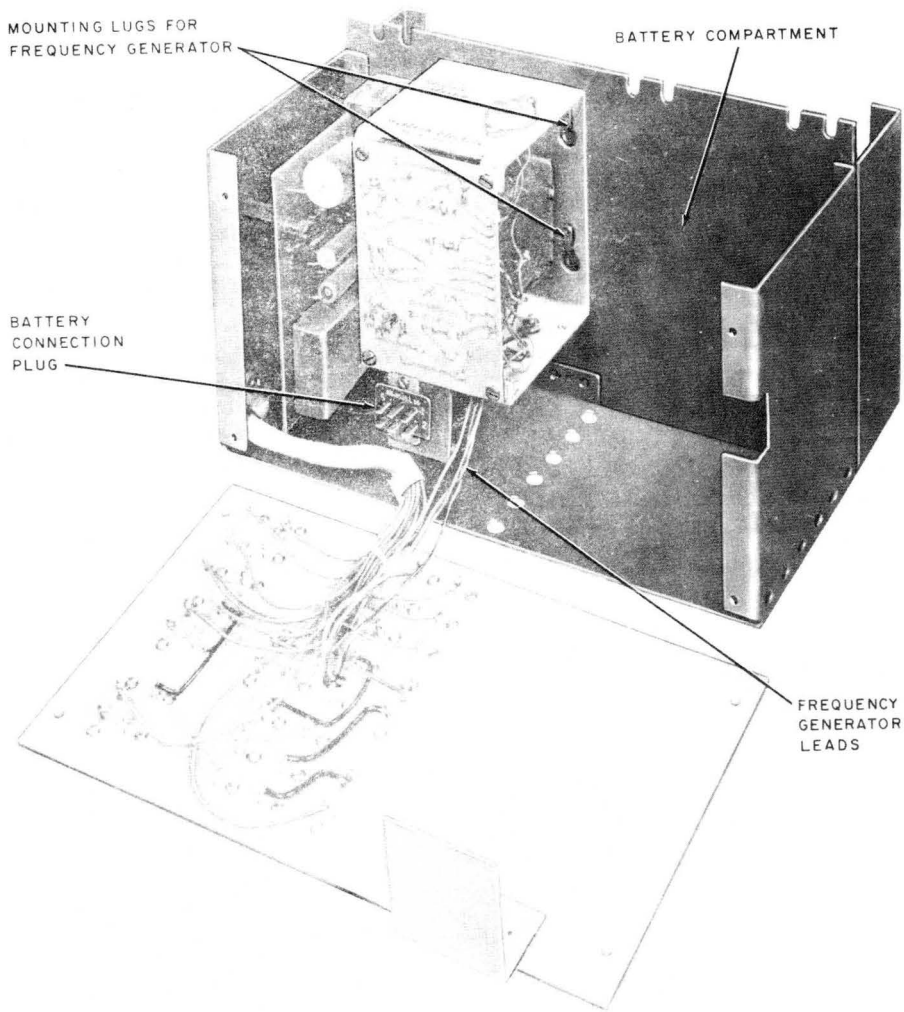 MOUNTING LUGS FOR
FREQUENCY GENERATOR
BATTERY COMPARTMENT
BATTERY
CONNECTION
PLUG
FREQUENCY
GENERATOR
LEADS